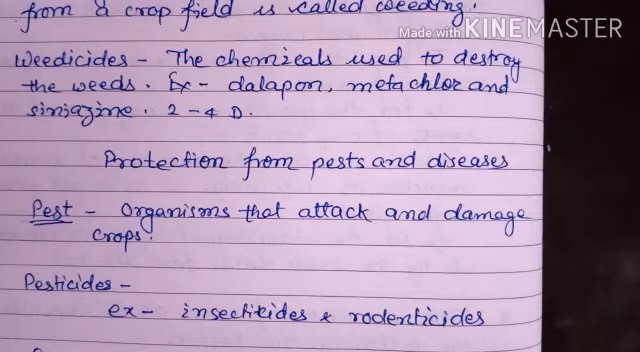 from a crop field is called weeding.
Made with KINEMASTER
Weedicides - The chemicals used to destroy
the weeds. Ex - dalapon, metachlor and
simazine. 2-4 D.
Protection from pests and diseases
Pest - Organisms that attack and damage
crops.
Pesticides -
ex - insectitides & rodenticides